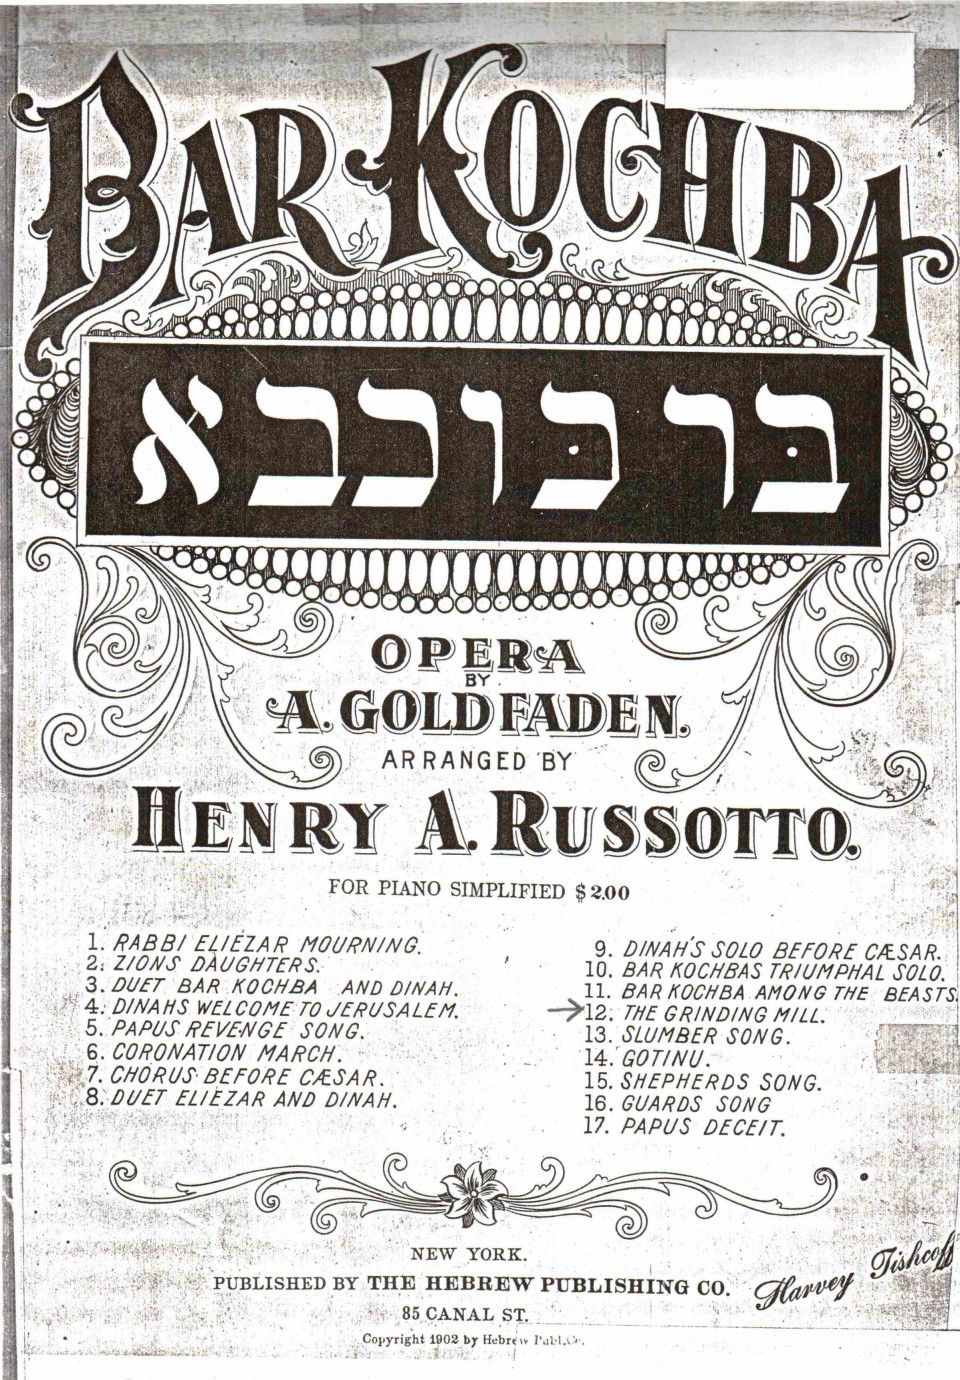 BAR KOCHBA
בּר כּוכבא
OPERA
BY
A. GOLDFADEN.
ARRANGED BY
HENRY A. RUSSOTTO.
FOR PIANO SIMPLIFIED $2.00
1. RABBI ELIÉZAR MOURNING.
2. ZIONS DAUGHTERS.
3. DUET BAR KOCHBA AND DINAH.
4. DINAHS WELCOME TO JERUSALEM.
5. PAPUS REVENGE SONG.
6. CORONATION MARCH.
7. CHORUS BEFORE CÆSAR.
8. DUET ELIÉZAR AND DINAH.
9. DINAH'S SOLO BEFORE CÆSAR.
10. BAR KOCHBAS TRIUMPHAL SOLO.
11. BAR KOCHBA AMONG THE BEASTS.
12. THE GRINDING MILL.
13. SLUMBER SONG.
14. GOTINU.
15. SHEPHERDS SONG.
16. GUARDS SONG
17. PAPUS DECEIT.
NEW YORK.
PUBLISHED BY THE HEBREW PUBLISHING CO.
85 CANAL ST.
Copyright 1902 by Hebrew Publ. Co.
Harvey Tishcoff